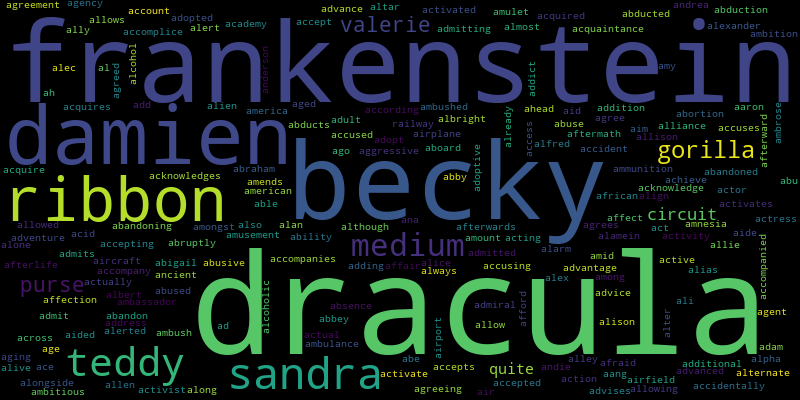 agreement agency account advance altar activated amulet acquired abducted abduction andrea
ally allows accomplice adopted alert academy valerie accept admitting almost acquaintance alexander ambition
frankenstein
alec al agreed alcohol anderson addict amy
ah acquires add alien america aged according ambushed ahead aid addition abortion aaron ambrose
damien abducts adult accused adopt railway albright airplane already access agree aim alliance allison accuses afterward
becky ago aggressive aboard adoptive alfred abuse accident aftermath gorilla
acquire acknowledges abraham amends american abby ammunition achieve abandoned abu
ribbon able african align acknowledge actor activates
allowed abandoning amongst also alan although ana afterwards agrees affect circuit act amnesia actress
alone adventure acid accepting abruptly amusement ability medium amount acting alarm alamein activity allie aide accompanied
afterlife admits aircraft accompany abigail abusive accompanies adding affair alice admitted always accusing advantage amid among active alias
purse actually ancient abused alcoholic alex advice ali agent
affection albert ambassador dracula absence admiral afford alison alter
admit abandon address ad abbey airport allow adam
across aided alerted ambush actual ambulance
aging age teddy sandra abe accepts quite alley afraid additional alpha
alive ace activate andie aang advanced alternate
alongside allen activist along agreeing accepted action airfield accidentally
ambitious air advises allowing